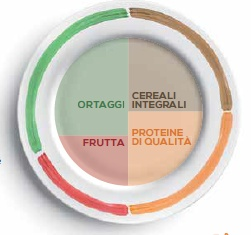 ORTAGGI
CEREALI
INTEGRALI
FRUTTA
PROTEINE
DI QUALITÀ